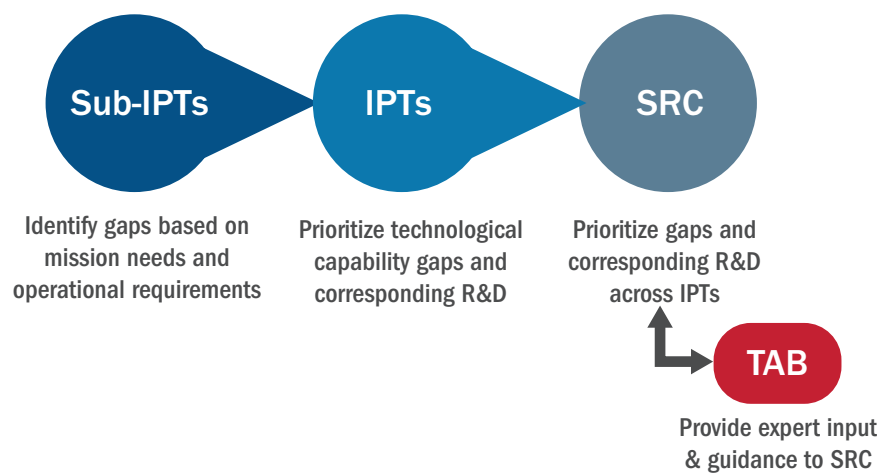 Sub-IPTs
IPTs
SRC
Identify gaps based on
mission needs and
operational requirements
Prioritize technological
capability gaps and
corresponding R&D
Prioritize gaps and
corresponding R&D
across IPTs
TAB
Provide expert input
& guidance to SRC